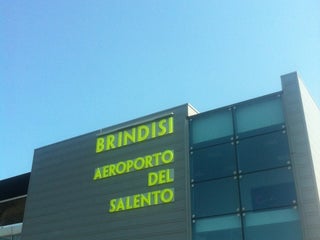 BRINDISI
AEROPORTO
DEL
SALENTO